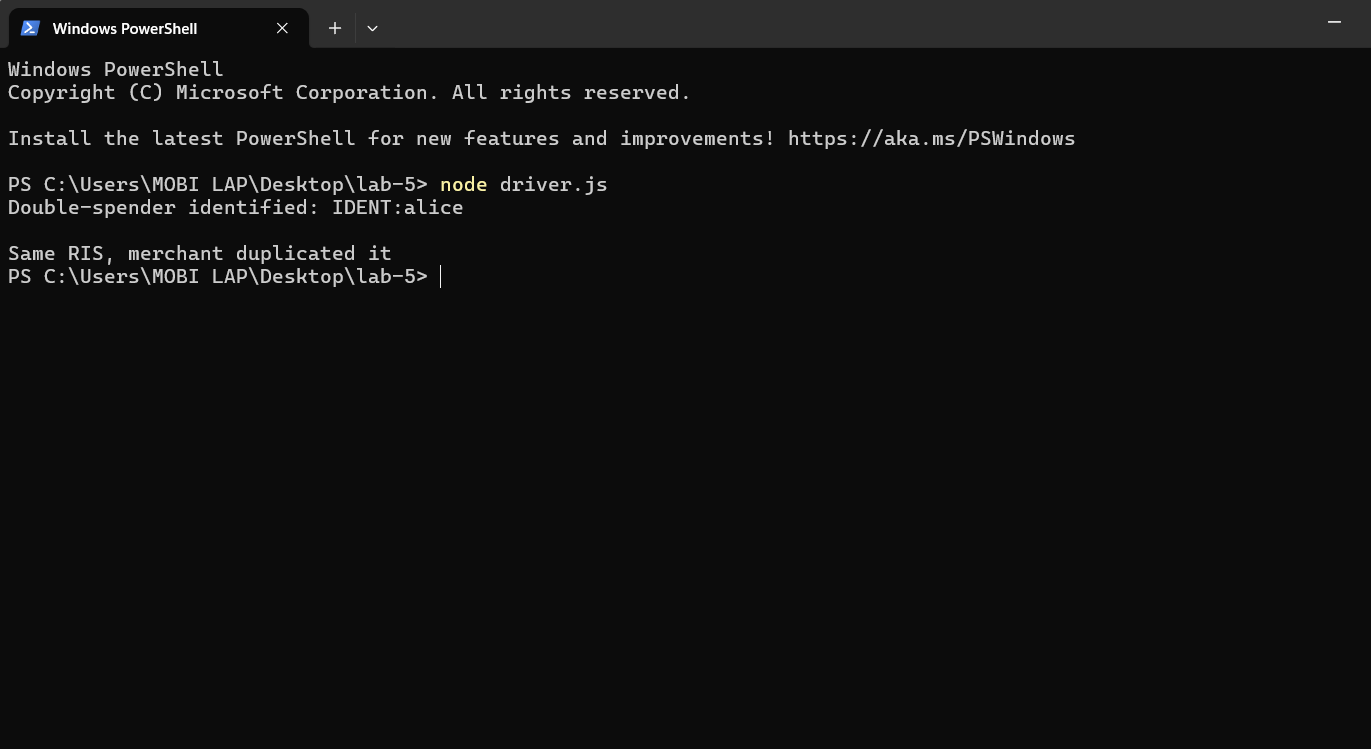 Windows PowerShell
Windows PowerShell
Copyright (C) Microsoft Corporation. All rights reserved.
Install the latest PowerShell for new features and improvements! https://aka.ms/PSWindows
PS C:\Users\MOBI LAP\Desktop\lab-5> node driver.js
Double-spender identified: IDENT:alice
Same RIS, merchant duplicated it
PS C:\Users\MOBI LAP\Desktop\lab-5>